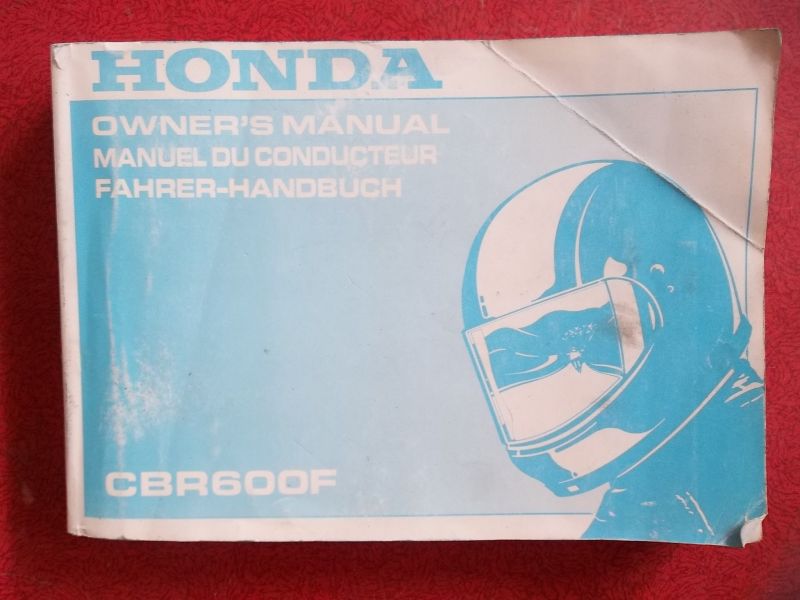 HONDA
OWNER'S MANUAL
MANUEL DU CONDUCTEUR
FAHRER-HANDBUCH
CBR600F